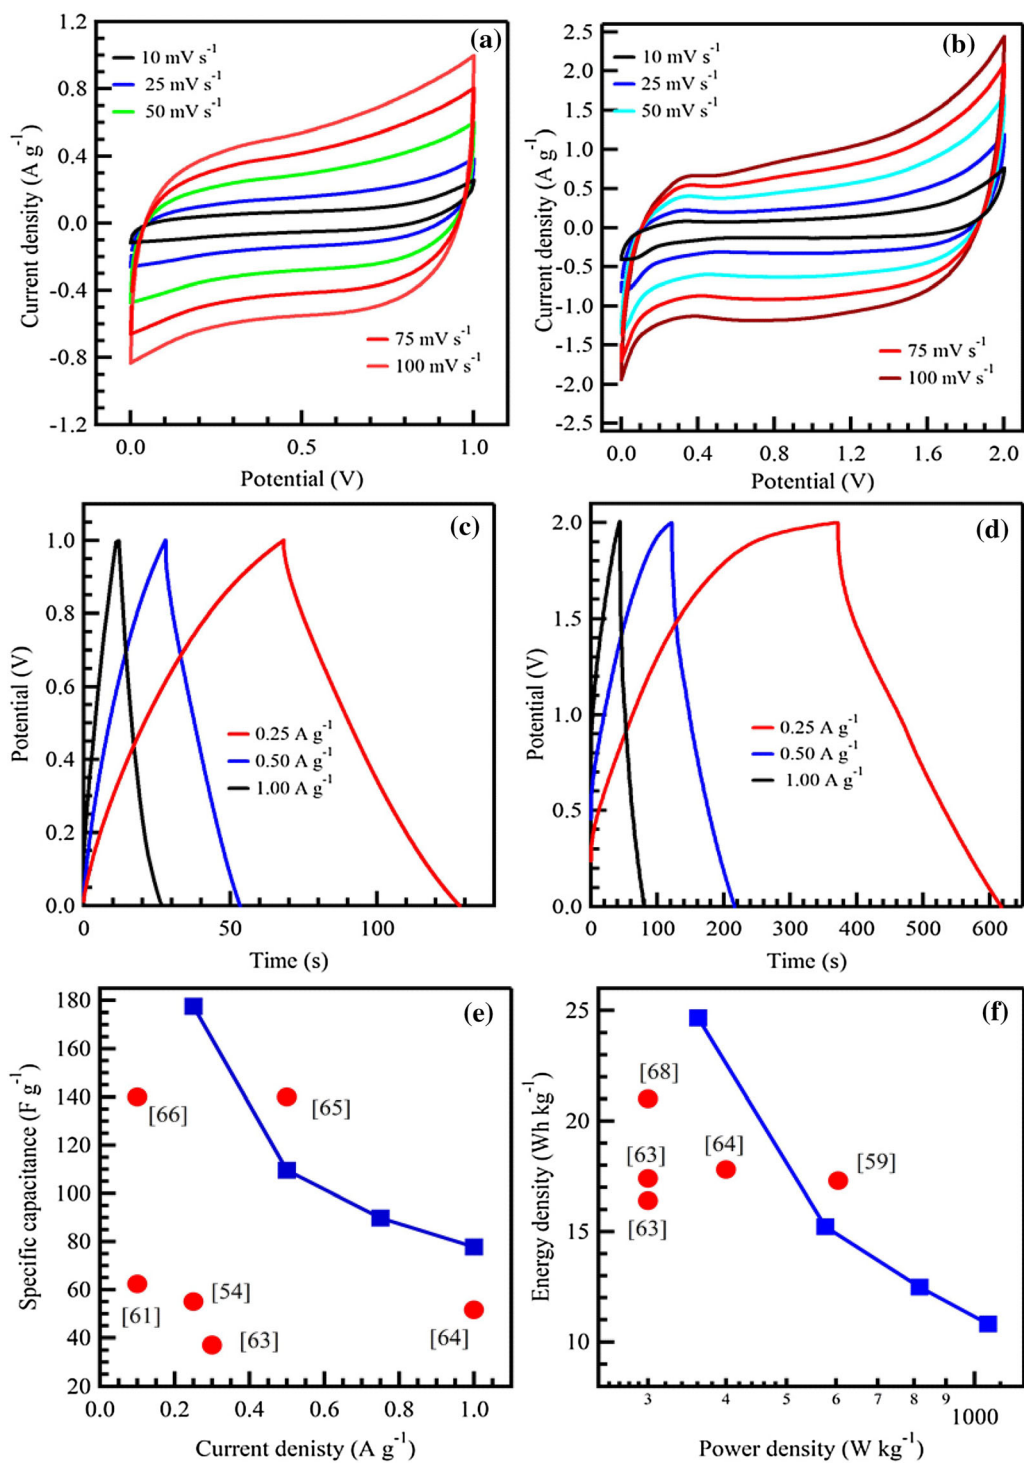 (a)
10 mV s⁻¹
25 mV s⁻¹
50 mV s⁻¹
75 mV s⁻¹
100 mV s⁻¹
1.2
0.8
0.4
0.0
-0.4
-0.8
-1.2
Current density (A g⁻¹)
0.0 0.5 1.0
Potential (V)
(b)
10 mV s⁻¹
25 mV s⁻¹
50 mV s⁻¹
75 mV s⁻¹
100 mV s⁻¹
2.5
2.0
1.5
1.0
0.5
0.0
-0.5
-1.0
-1.5
-2.0
-2.5
Current density (A g⁻¹)
0.0 0.4 0.8 1.2 1.6 2.0
Potential (V)
(c)
1.0
0.8
0.6
0.4
0.2
0.0
Potential (V)
0.25 A g⁻¹
0.50 A g⁻¹
1.00 A g⁻¹
0 50 100
Time (s)
(d)
2.0
1.5
1.0
0.5
0.0
Potential (V)
0.25 A g⁻¹
0.50 A g⁻¹
1.00 A g⁻¹
0 100 200 300 400 500 600
Time (s)
(e)
180
160
140
120
100
80
60
40
20
Specific capacitance (F g⁻¹)
[66]
[65]
[61]
[54]
[63]
[64]
0.0 0.2 0.4 0.6 0.8 1.0
Current denisty (A g⁻¹)
(f)
25
20
15
10
Energy density (Wh kg⁻¹)
[68]
[63]
[64]
[59]
[63]
3 4 5 6 7 8 9 1000
Power density (W kg⁻¹)